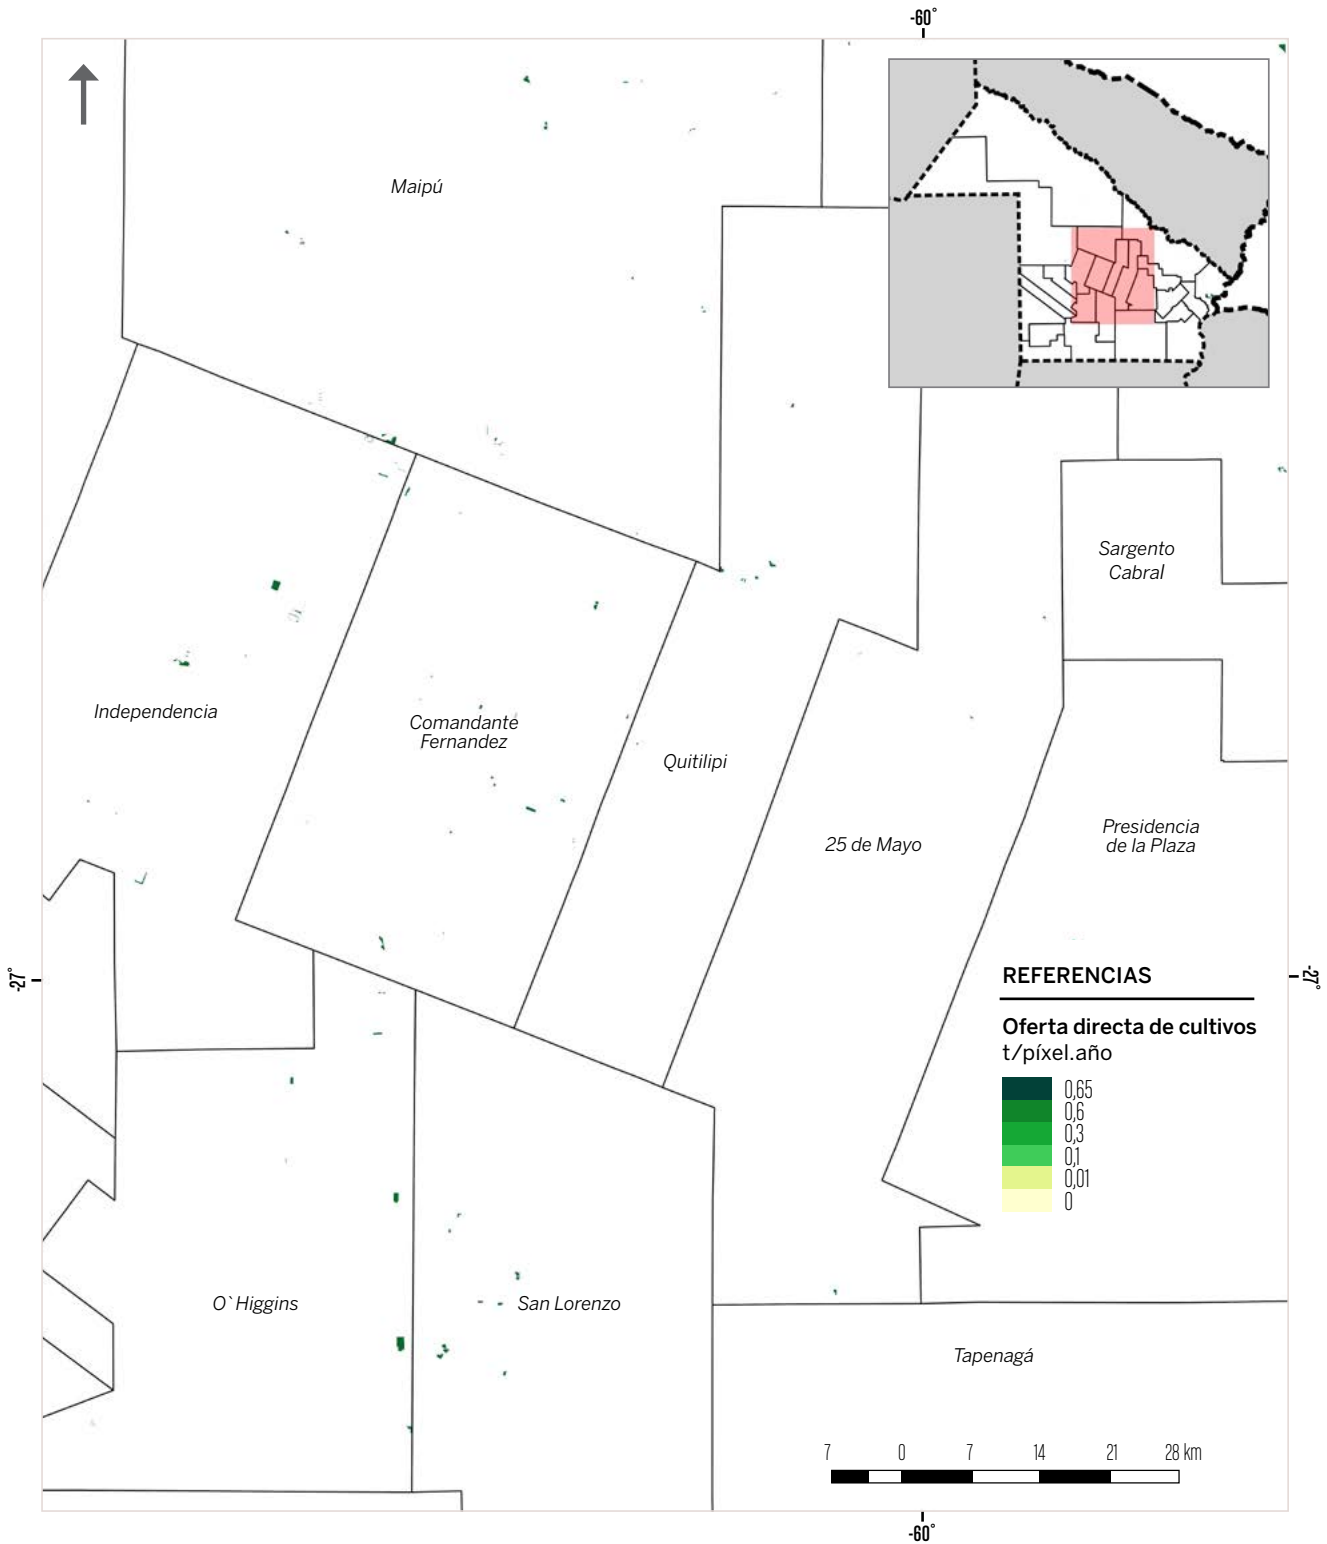 -60°
Maipú
Sargento
Cabral
Independencia
Comandante
Fernandez
Quitilipi
25 de Mayo
Presidencia
de la Plaza
-27°
-27°
REFERENCIAS
Oferta directa de cultivos
t/píxel.año
0,65
0,6
0,3
0,1
0,01
0
O` Higgins
San Lorenzo
Tapenagá
7 0 7 14 21 28 km
-60°